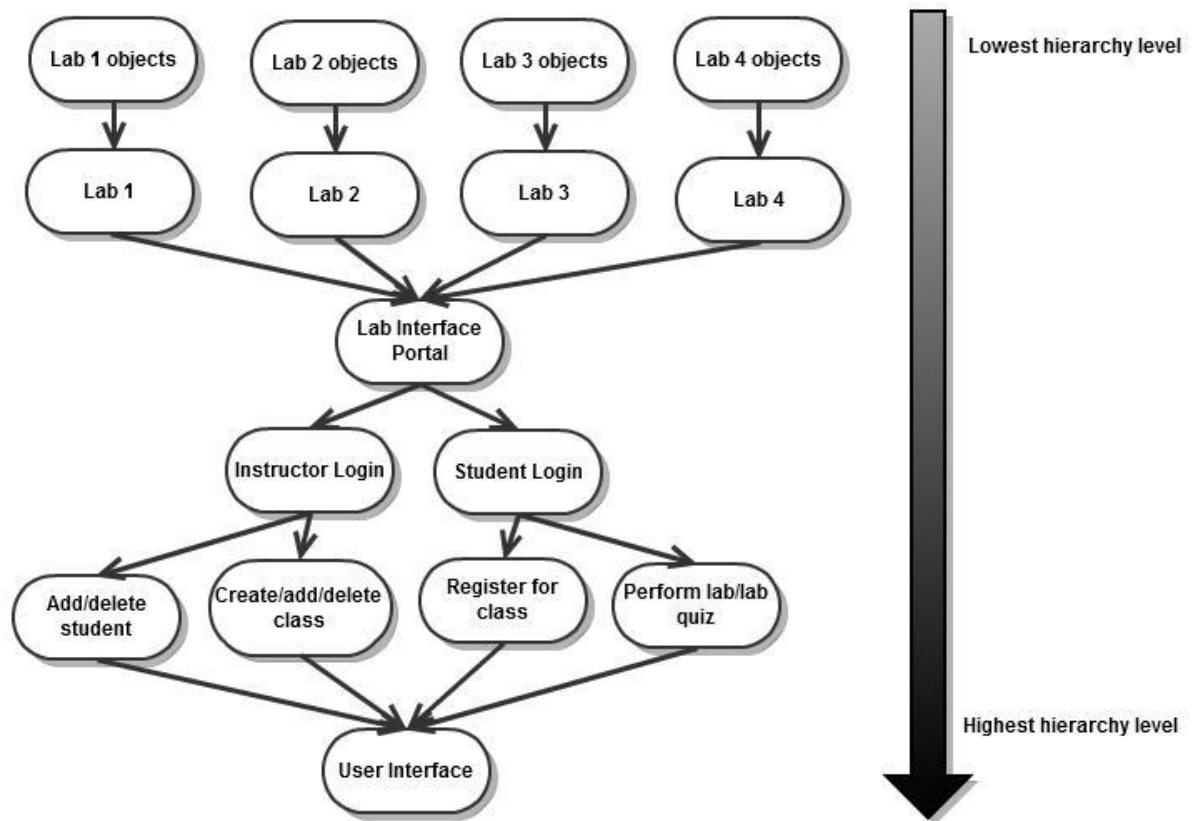 Lab 1 objects
Lab 2 objects
Lab 3 objects
Lab 4 objects
Lowest hierarchy level
Lab 1
Lab 2
Lab 3
Lab 4
Lab Interface
Portal
Instructor Login
Student Login
Add/delete
student
Create/add/delete
class
Register for
class
Perform lab/lab
quiz
User Interface
Highest hierarchy level